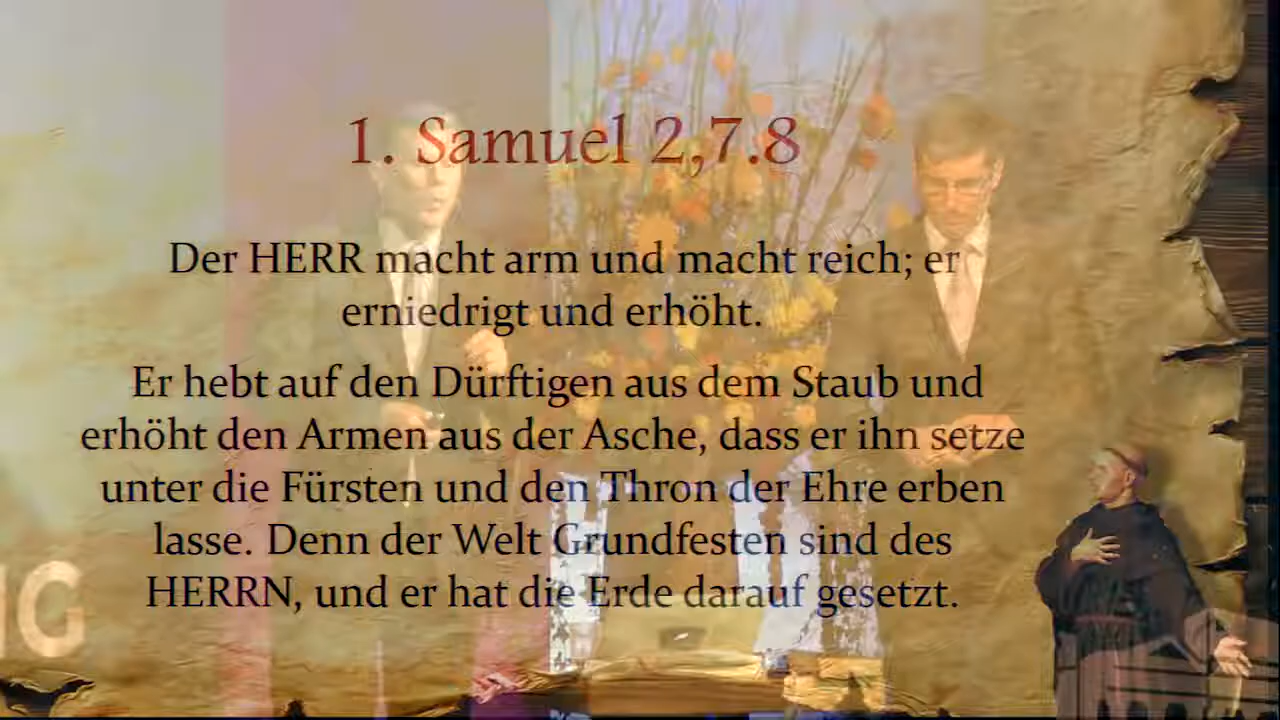 1. Samuel 2,7.8
Der HERR macht arm und macht reich; er
erniedrigt und erhöht.
Er hebt auf den Dürftigen aus dem Staub und
erhöht den Armen aus der Asche, dass er ihn setze
unter die Fürsten und den Thron der Ehre erben
lasse. Denn der Welt Grundfesten sind des
HERRN, und er hat die Erde darauf gesetzt.
NG